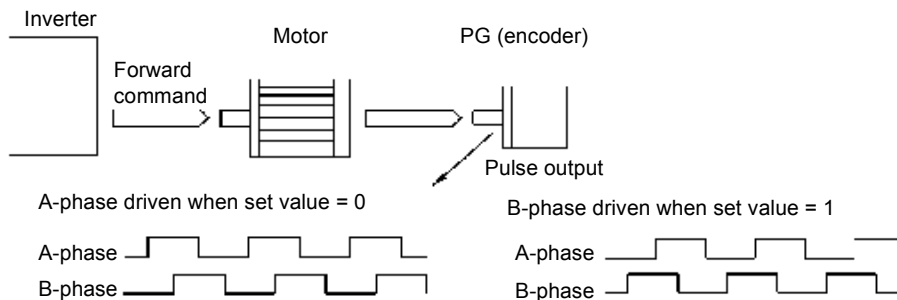 Inverter
Motor
PG (encoder)
Forward
command
Pulse output
A-phase driven when set value = 0
B-phase driven when set value = 1
A-phase
B-phase
A-phase
B-phase